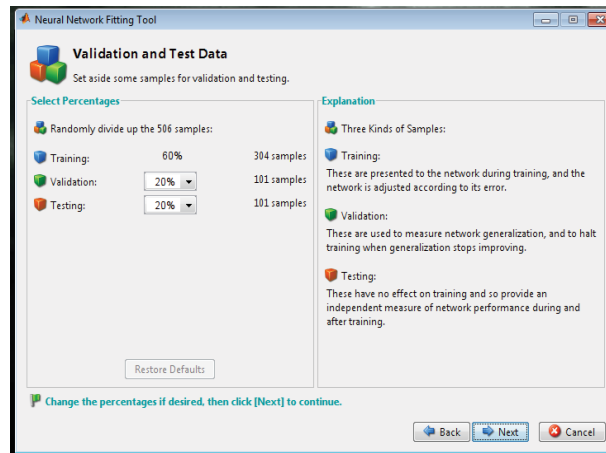 Neural Network Fitting Tool
Validation and Test Data
Set aside some samples for validation and testing.
Select Percentages
Randomly divide up the 506 samples:
Training: 60% 304 samples
Validation: 20% 101 samples
Testing: 20% 101 samples
Restore Defaults
Explanation
Three Kinds of Samples:
Training:
These are presented to the network during training, and the
network is adjusted according to its error.
Validation:
These are used to measure network generalization, and to halt
training when generalization stops improving.
Testing:
These have no effect on training and so provide an
independent measure of network performance during and
after training.
Change the percentages if desired, then click [Next] to continue.
Back Next Cancel